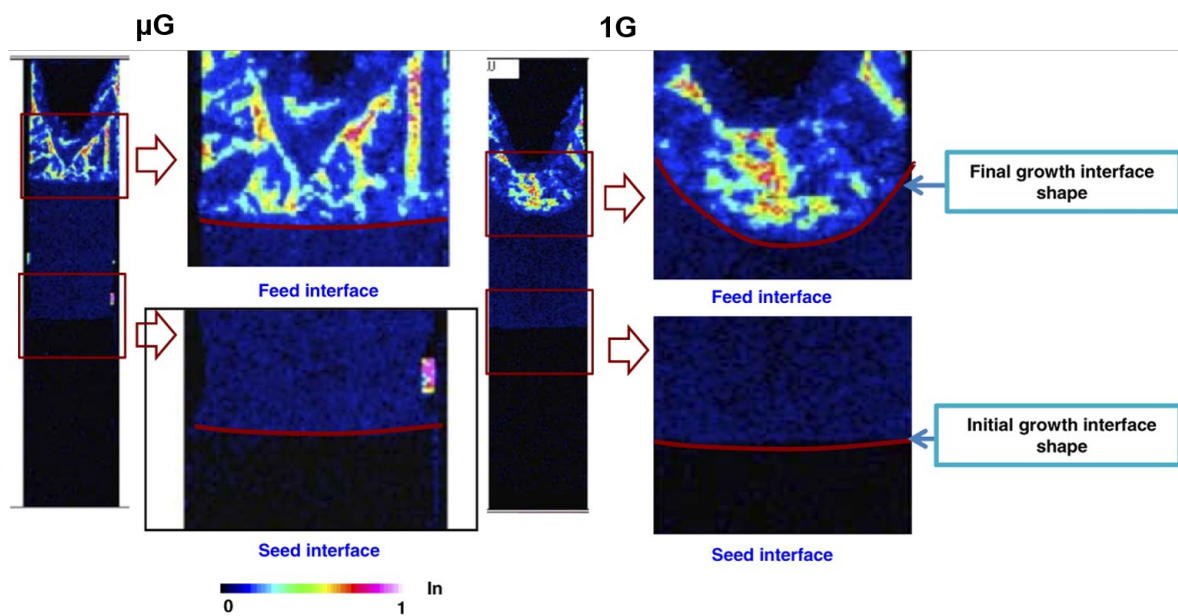 µG
1G
Final growth interface
shape
Feed interface
Feed interface
Initial growth interface
shape
Seed interface
Seed interface
In
0
1